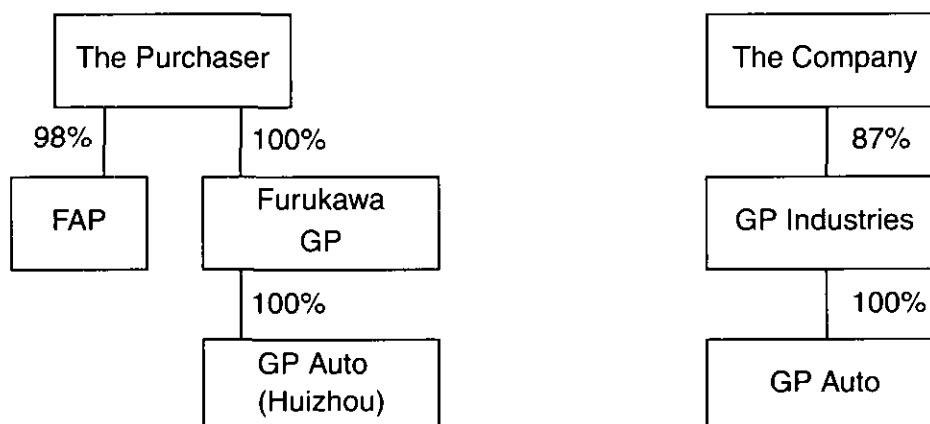 The Purchaser
The Company
98%
100%
87%
FAP
Furukawa
GP
GP Industries
100%
100%
GP Auto
(Huizhou)
GP Auto